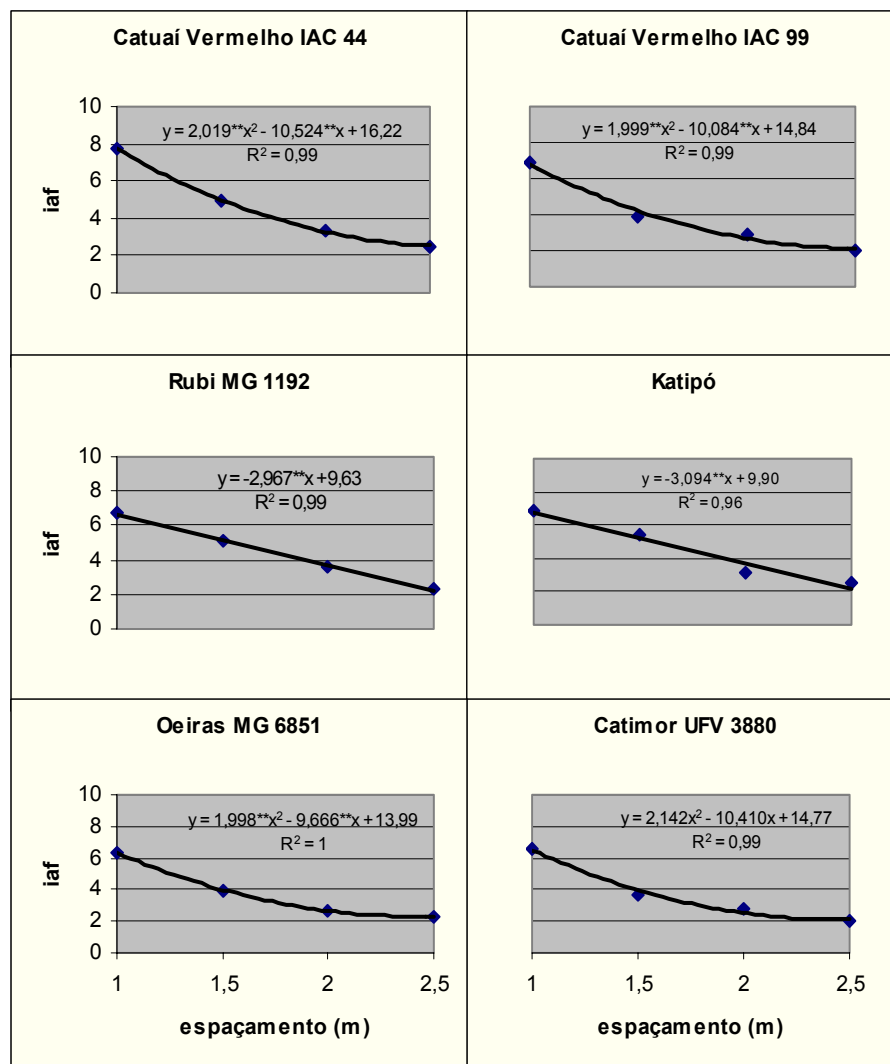 Catuaí Vermelho IAC 44
10
8
6
4
2
0
iaf
y = 2,019**x² - 10,524**x + 16,22
R² = 0,99
Catuaí Vermelho IAC 99
y = 1,999**x² - 10,084**x + 14,84
R² = 0,99
Rubi MG 1192
10
8
6
4
2
0
iaf
y = -2,967**x + 9,63
R² = 0,99
Katipó
y = -3,094**x + 9,90
R² = 0,96
Oeiras MG 6851
10
8
6
4
2
0
iaf
y = 1,998**x² - 9,666**x + 13,99
R² = 1
1 1,5 2 2,5
espaçamento (m)
Catimor UFV 3880
y = 2,142x² - 10,410x + 14,77
R² = 0,99
1 1,5 2 2,5
espaçamento (m)